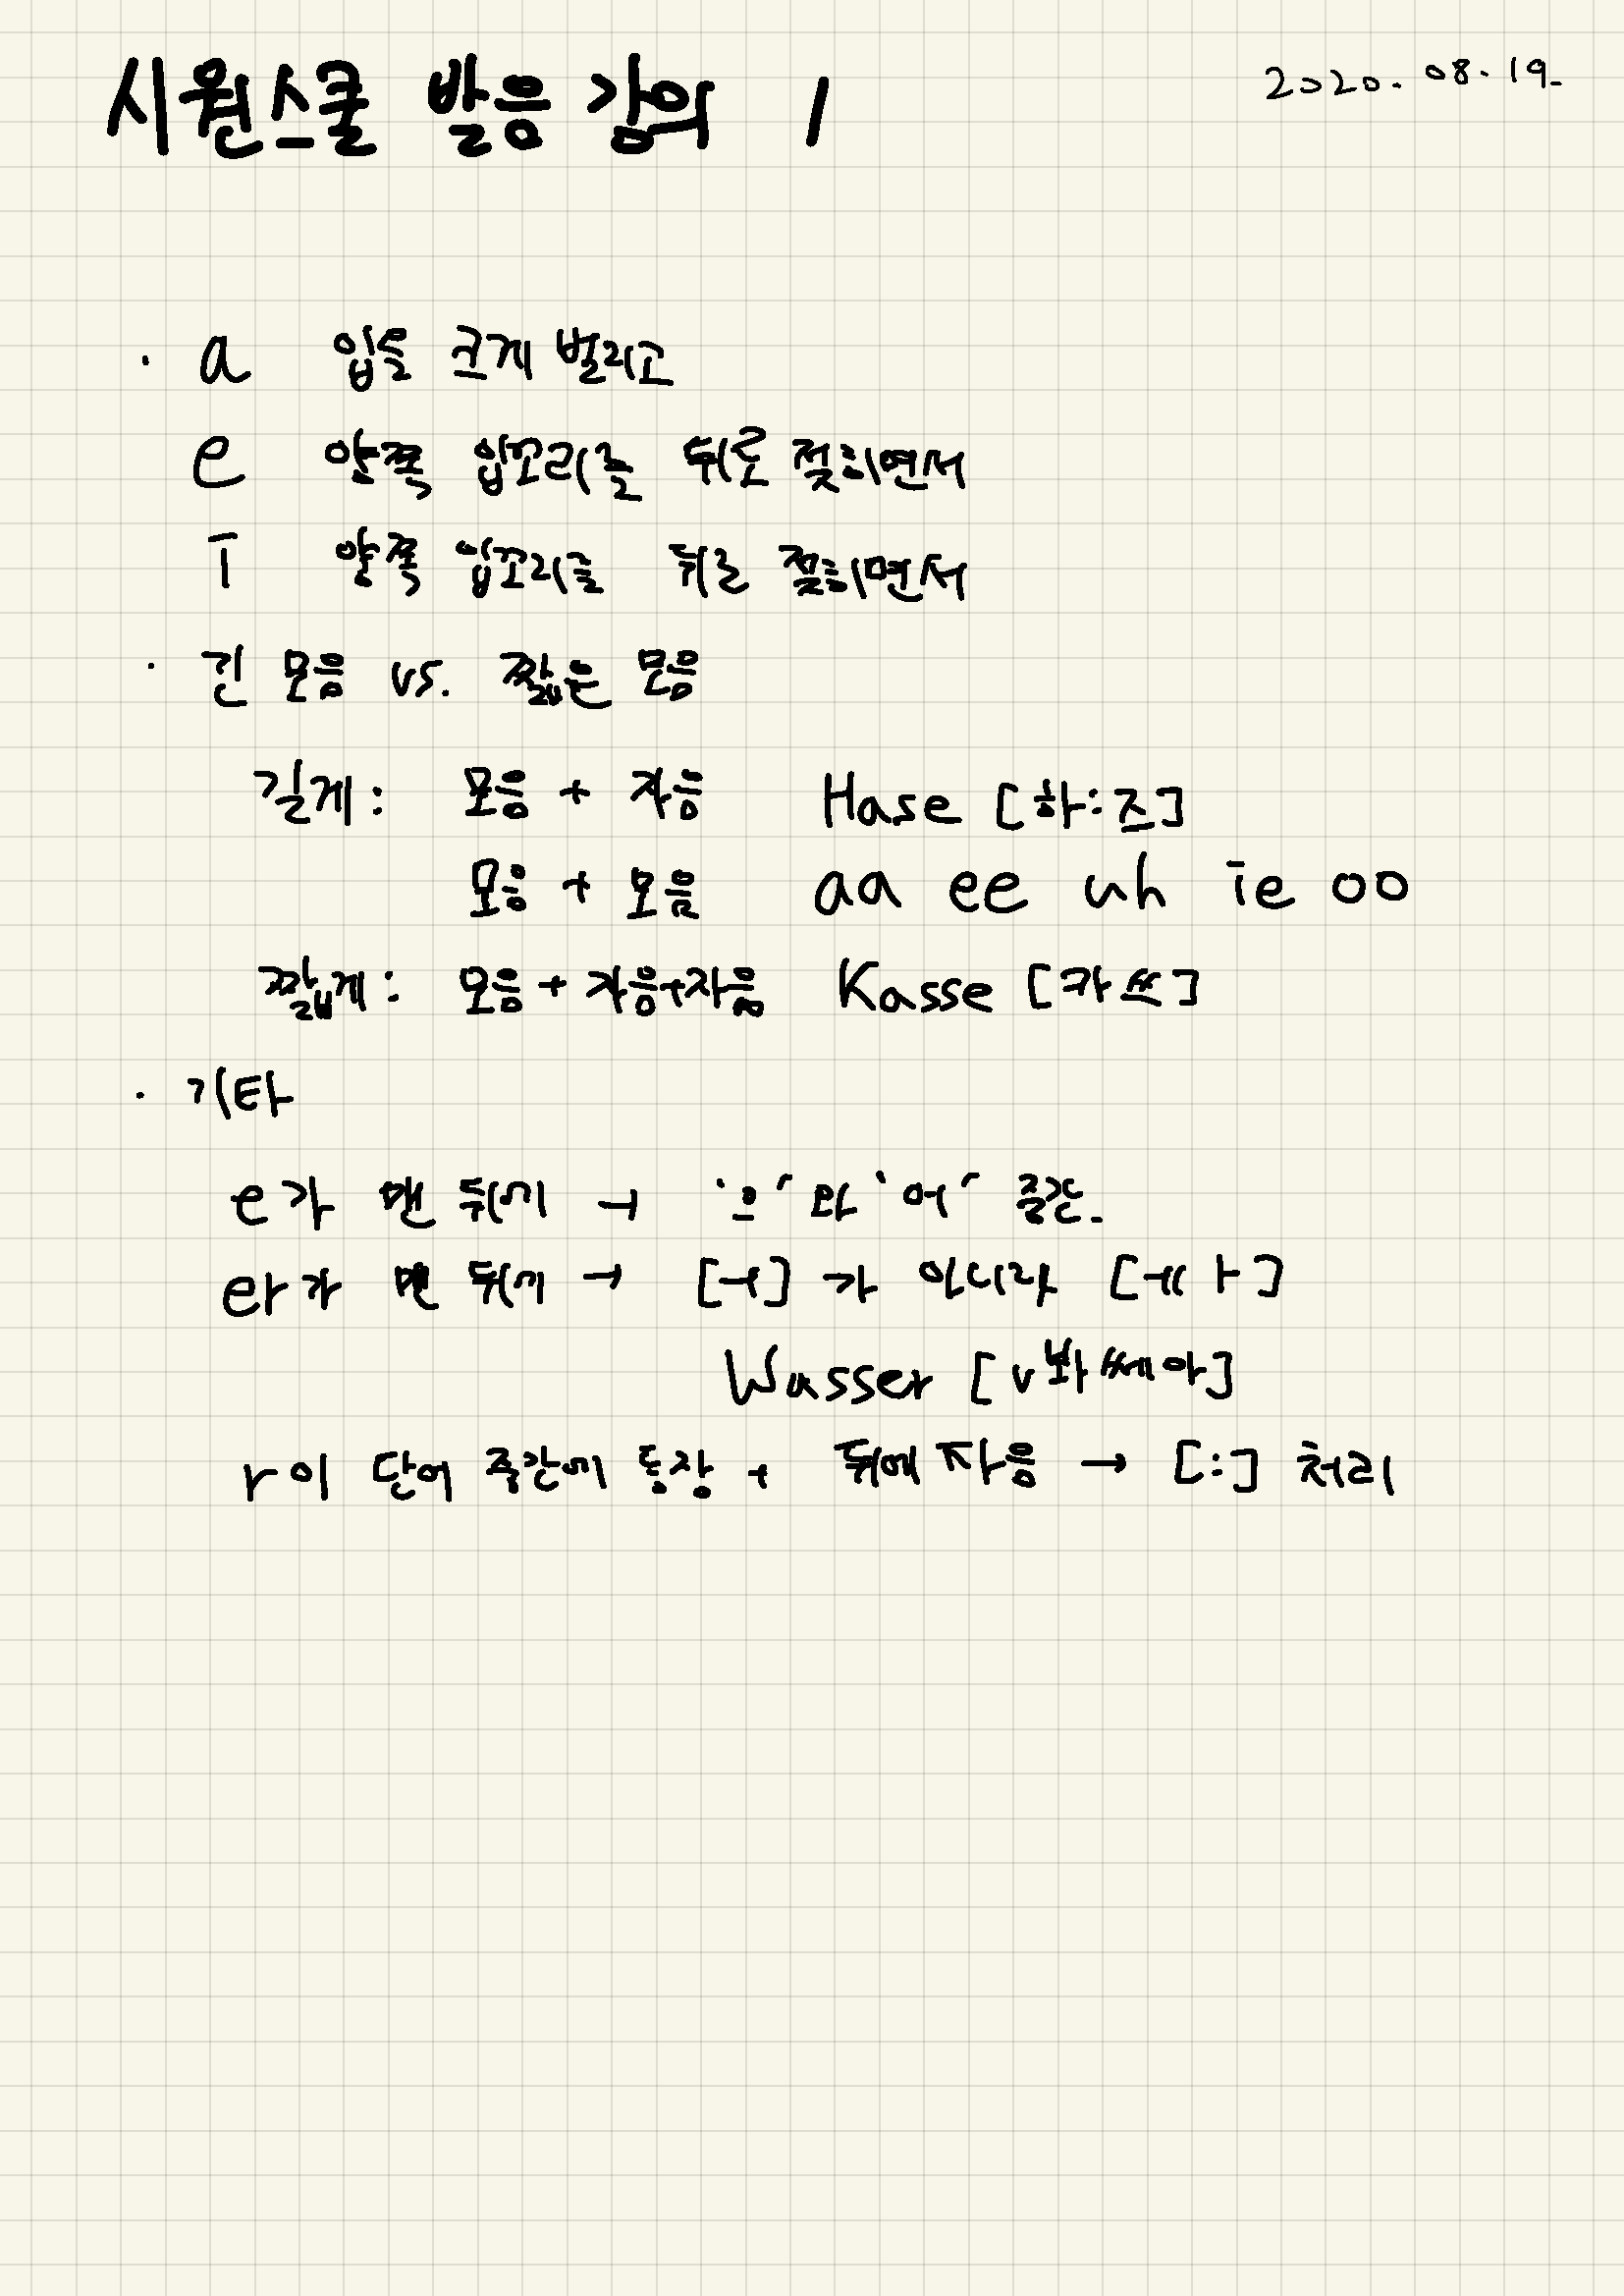 시원스쿨 발음 강의 1
2020. 08. 19.
· a 입을 크게 벌리고
e 양쪽 입꼬리를 뒤로 젖히면서
i 양쪽 입꼬리를 뒤로 젖히면서
· 긴 모음 vs. 짧은 모음
길게: 모음 + 자음 Hase [하:즈]
모음 + 모음 aa ee uh ie oo
짧게: 모음 + 자음+자음 Kasse [카쓰]
· 기타
e가 맨 뒤에 → '으'와 '어' 중간.
er가 맨 뒤에 → [ㅓ]가 아니라 [ㅔㅏ]
Wasser [v봐쎄아]
r이 단어 중간에 등장 + 뒤에 자음 → [:] 처리